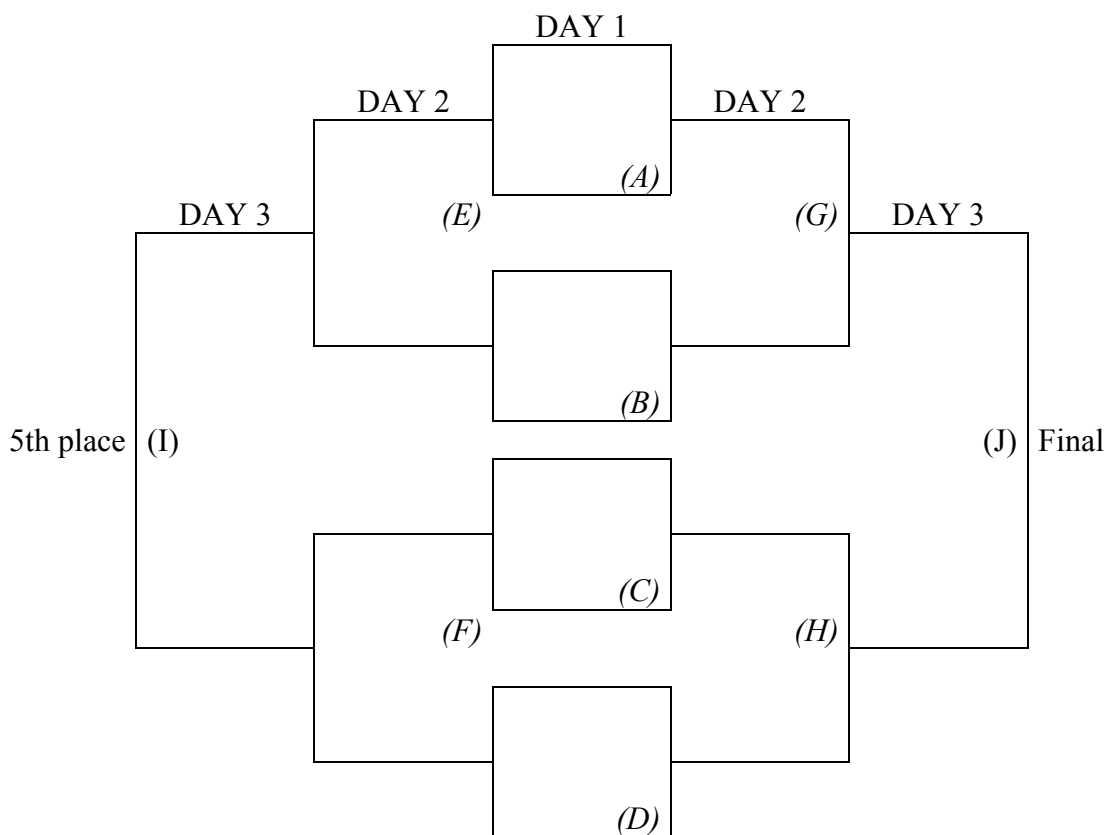 DAY 1
DAY 2
DAY 2
(A)
DAY 3
(E)
(G)
DAY 3
(B)
5th place
(I)
(J)
Final
(C)
(F)
(H)
(D)